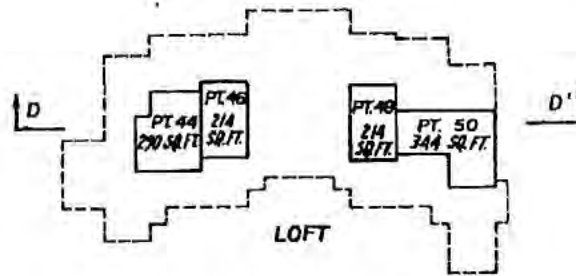 D
PT. 44
290 SQ.FT.
PT. 46
214
SQ.FT.
PT. 48
214
SQ.FT.
PT. 50
344 SQ.FT.
D'
LOFT